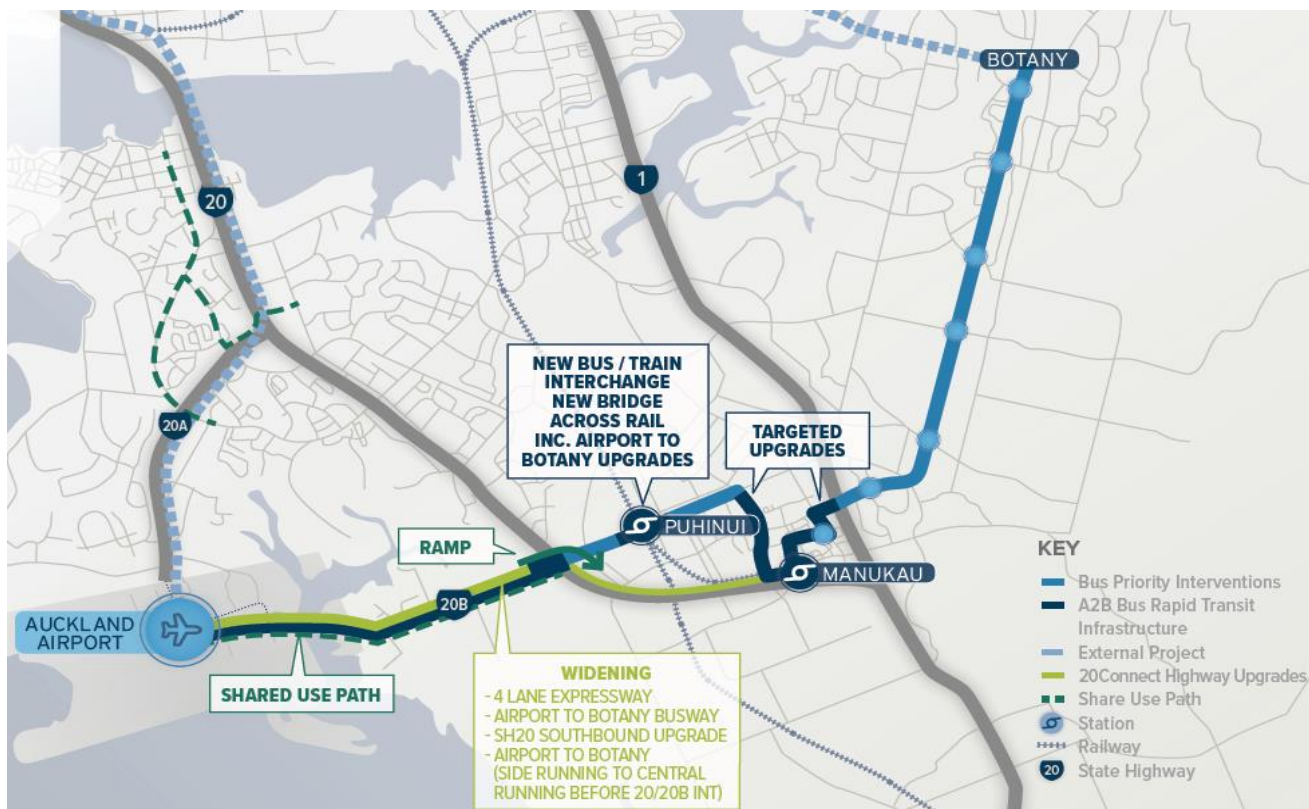 BOTANY
20
1
NEW BUS / TRAIN
INTERCHANGE
NEW BRIDGE
ACROSS RAIL
INC. AIRPORT TO
BOTANY UPGRADES
TARGETED
UPGRADES
20A
PUHINUI
RAMP
MANUKAU
20B
AUCKLAND
AIRPORT
SHARED USE PATH
WIDENING
- 4 LANE EXPRESSWAY
- AIRPORT TO BOTANY BUSWAY
- SH20 SOUTHBOUND UPGRADE
- AIRPORT TO BOTANY
(SIDE RUNNING TO CENTRAL
RUNNING BEFORE 20/20B INT)
KEY
Bus Priority Interventions
A2B Bus Rapid Transit
Infrastructure
External Project
20Connect Highway Upgrades
Share Use Path
Station
Railway
20 State Highway